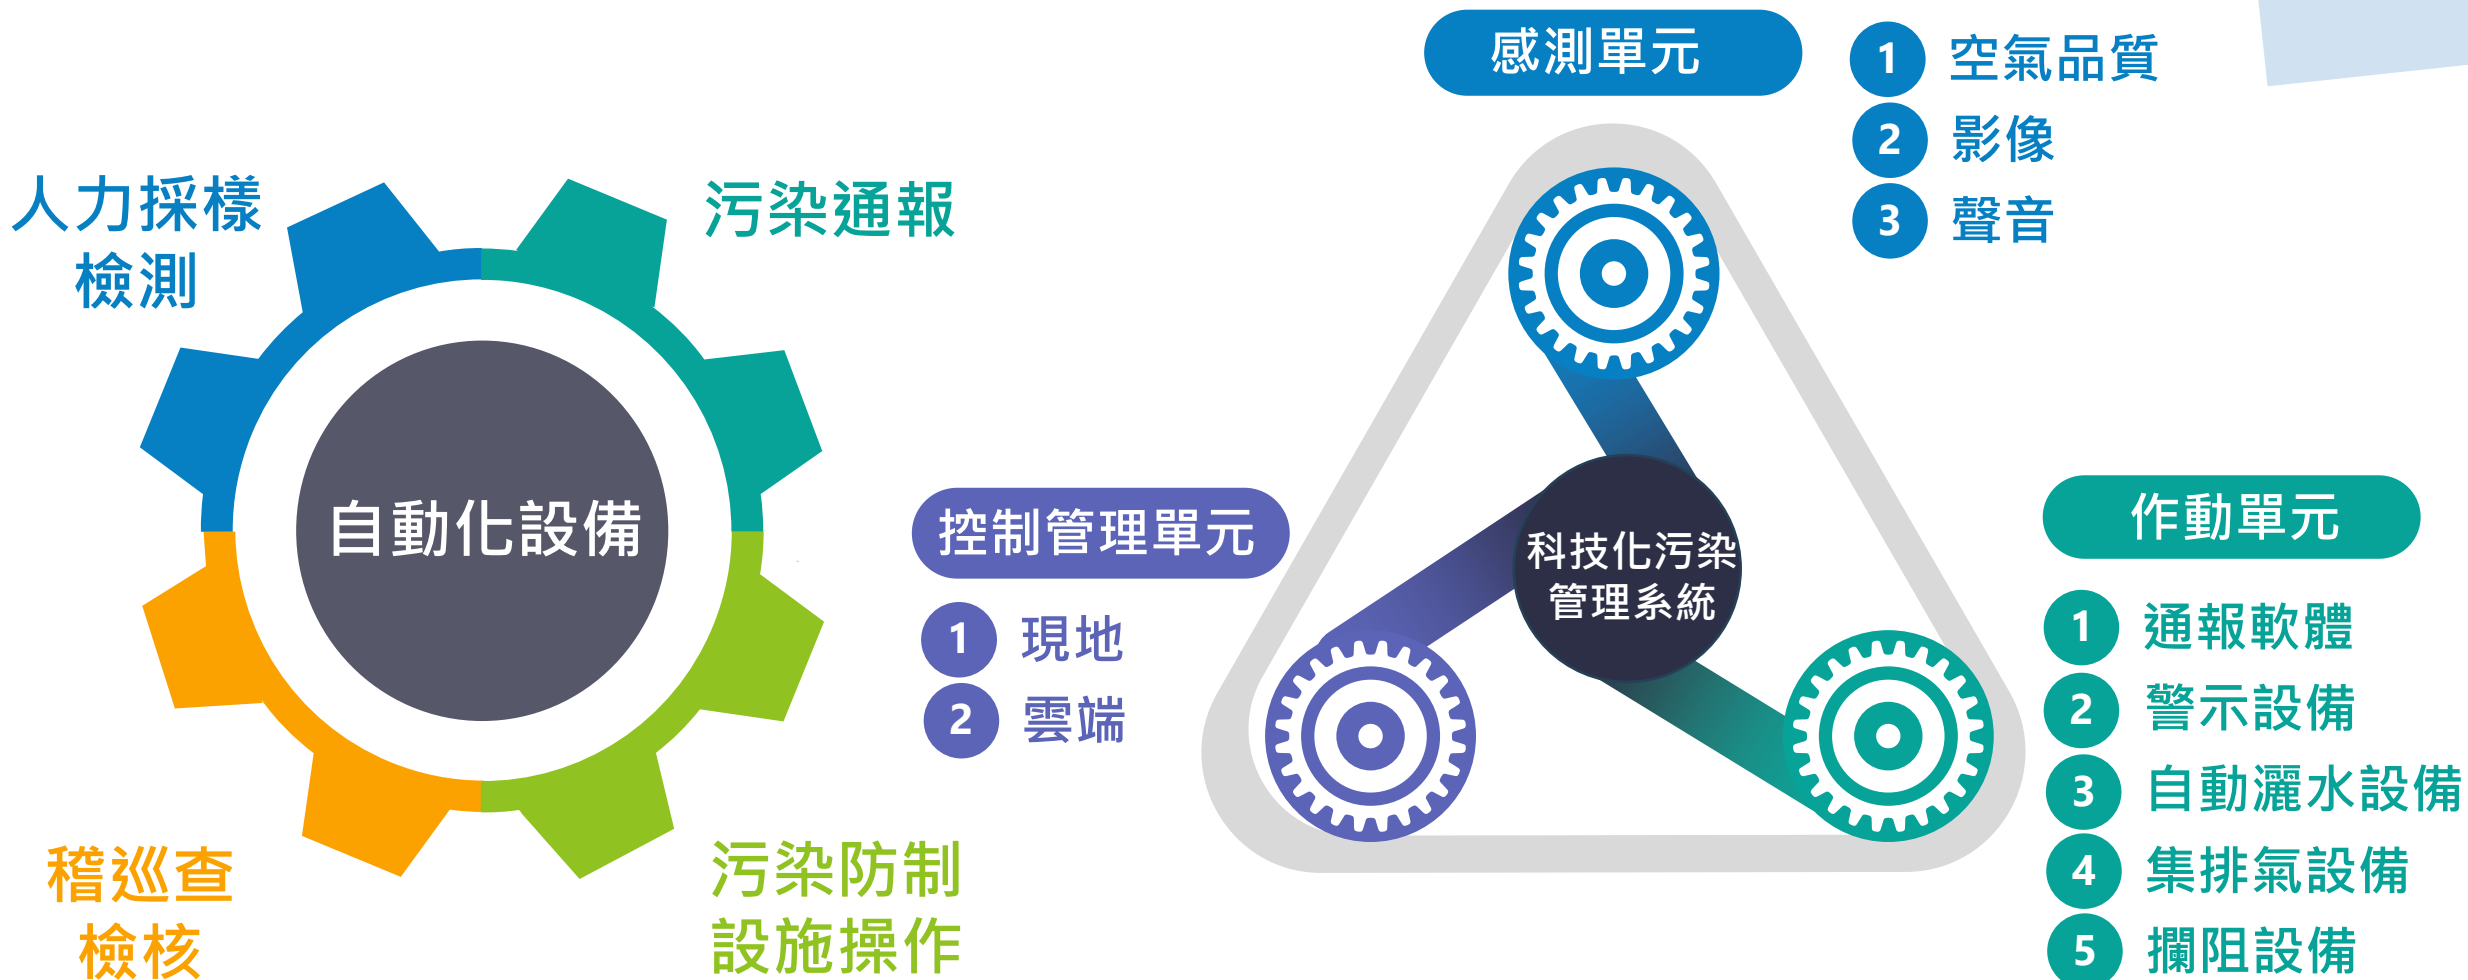 人力採樣
檢測
污染通報
自動化設備
稽巡查
檢核
污染防制
設施操作
感測單元
1 空氣品質
2 影像
3 聲音
控制管理單元
1 現地
2 雲端
科技化污染
管理系統
作動單元
1 通報軟體
2 警示設備
3 自動灑水設備
4 集排氣設備
5 攔阻設備